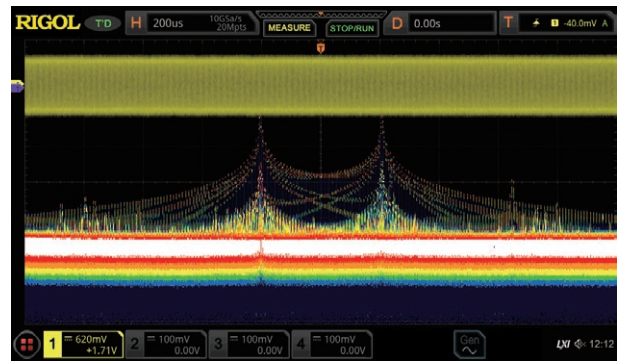 RIGOL T'D H 200us 10GSa/s 20Mpts MEASURE STOP/RUN D 0.00s T 1 -40.0mV A
T
1 620mV +1.71V 2 100mV 0.00V 3 100mV 0.00V 4 100mV 0.00V Gen LXI 12:12